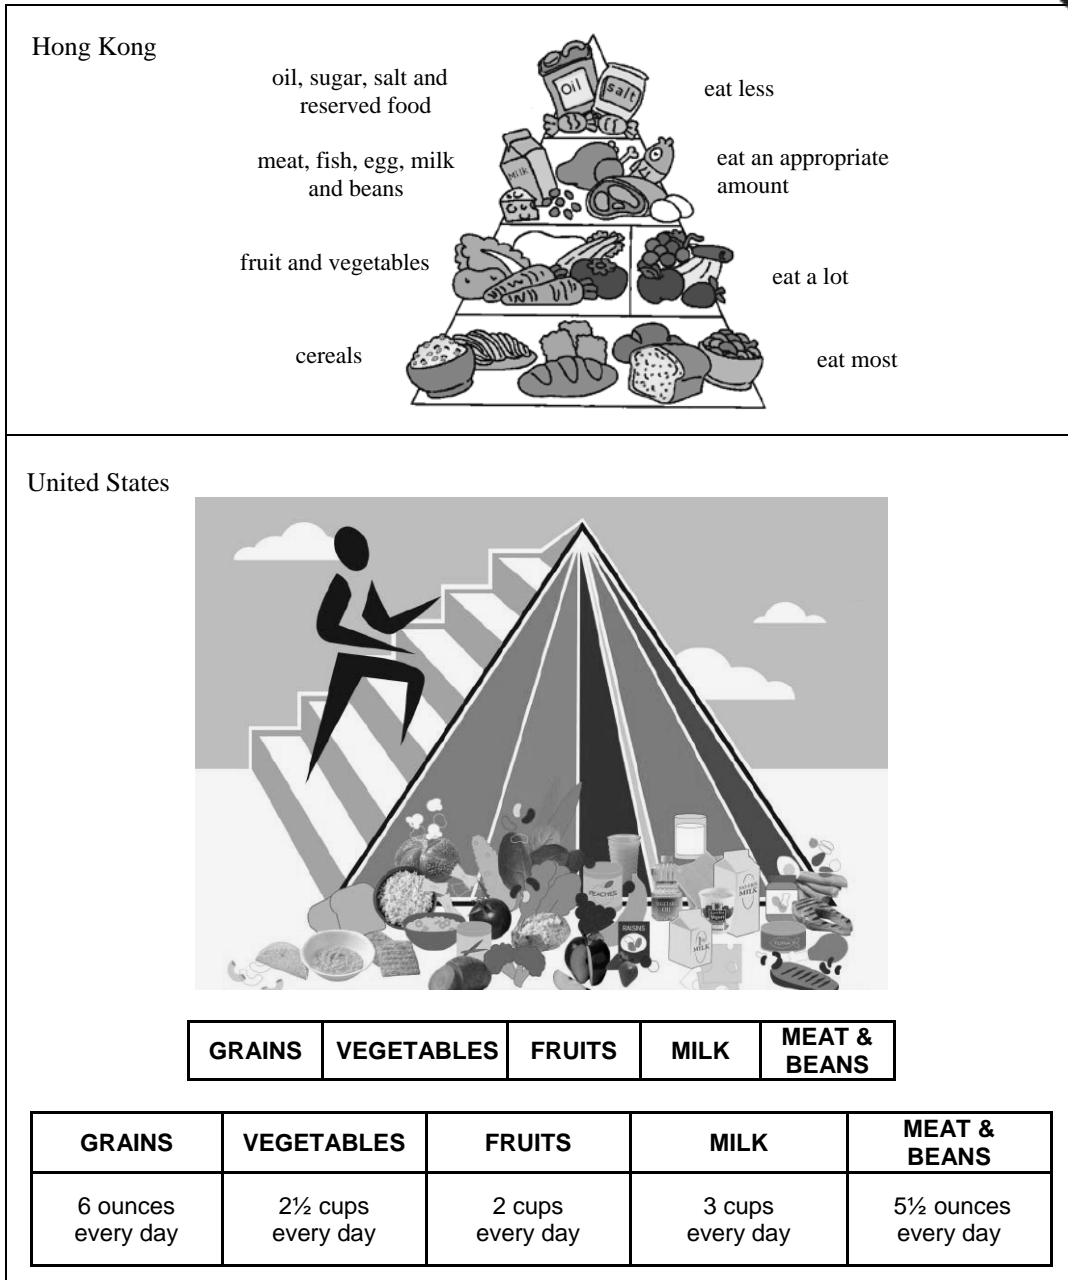 Hong Kong
oil, sugar, salt and
reserved food
oil
salt
eat less
meat, fish, egg, milk
and beans
MILK
eat an appropriate
amount
fruit and vegetables
eat a lot
cereals
eat most
United States
PEACHES
RAISINS
MILK
MILK
GRAINS
VEGETABLES
FRUITS
MILK
MEAT &
BEANS
GRAINS
VEGETABLES
FRUITS
MILK
MEAT &
BEANS
6 ounces
every day
2½ cups
every day
2 cups
every day
3 cups
every day
5½ ounces
every day